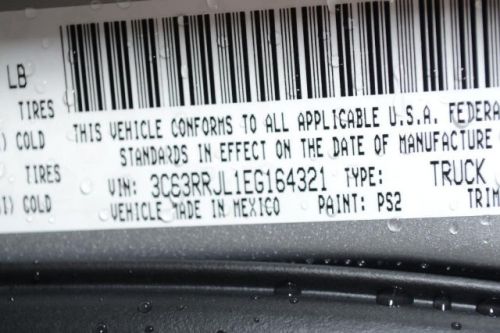 LB
TIRES
) COLD
THIS VEHICLE CONFORMS TO ALL APPLICABLE U.S.A. FEDERA
STANDARDS IN EFFECT ON THE DATE OF MANUFACTURE
TIRES
VIN: 3C63RRJL1EG164321 TYPE: TRUCK
I) COLD
VEHICLE MADE IN MEXICO PAINT: PS2 TRIM